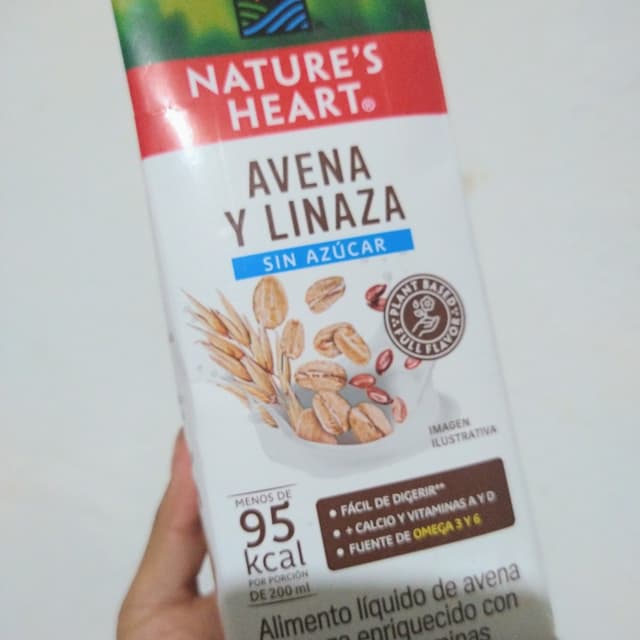 NATURE'S
HEART®
AVENA
Y LINAZA
SIN AZÚCAR
PLANT BASED
FULL FLAVOR
IMAGEN
ILUSTRATIVA
MENOS DE
95
kcal
POR PORCIÓN
DE 200 ml
• FÁCIL DE DIGERIR**
• + CALCIO Y VITAMINAS A Y D
• FUENTE DE OMEGA 3 Y 6
Alimento líquido de avena
enriquecido con